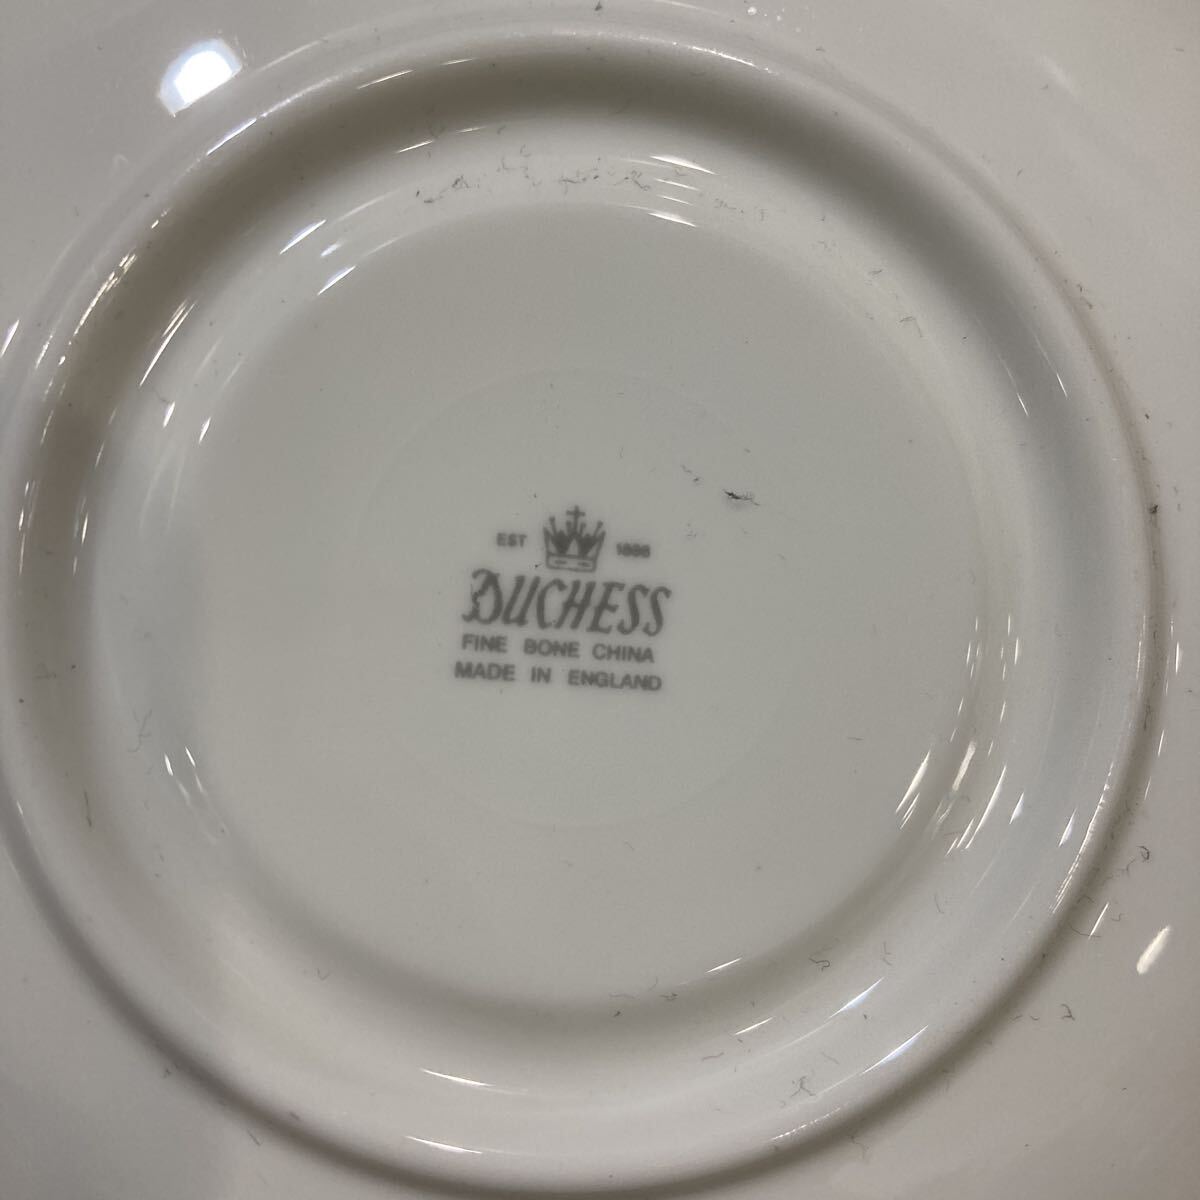 EST 1888
DUCHESS
FINE BONE CHINA
MADE IN ENGLAND